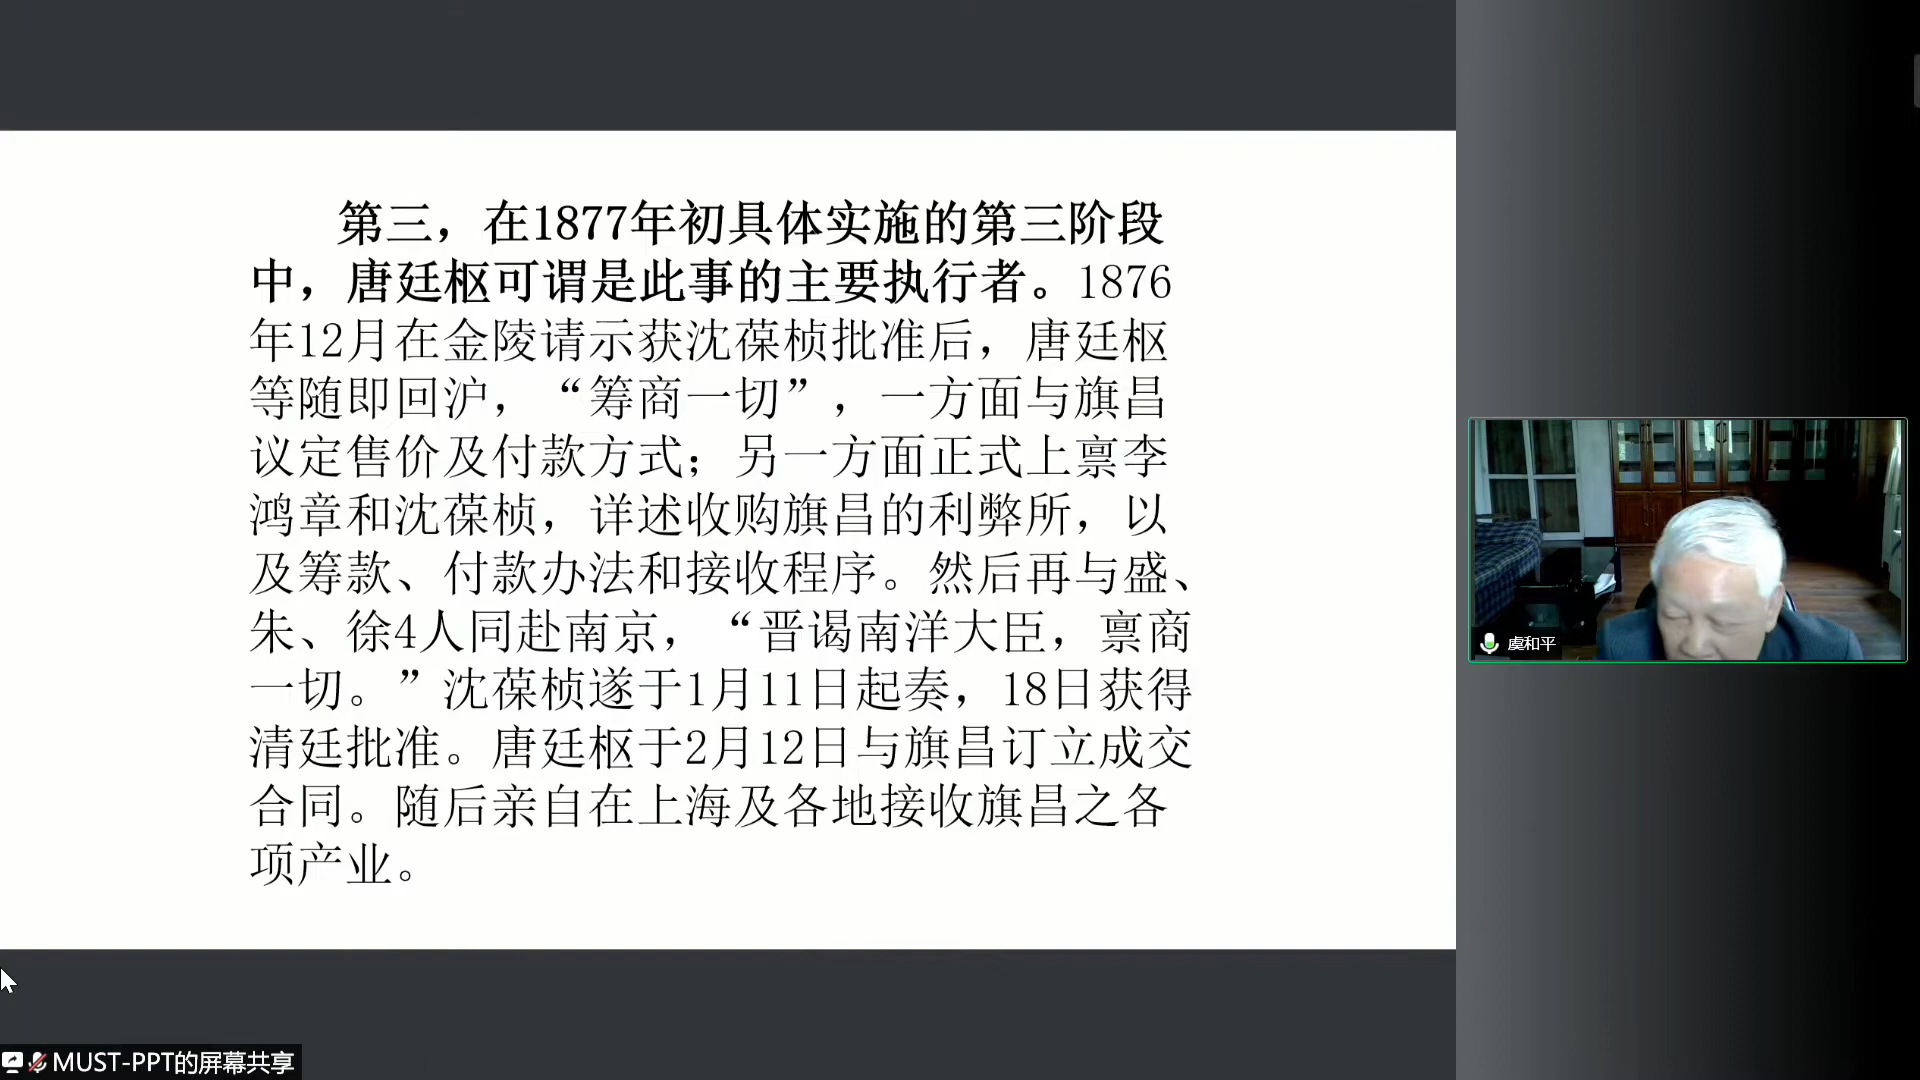 第三，在1877年初具体实施的第三阶段
中，唐廷枢可谓是此事的主要执行者。1876
年12月在金陵请示获沈葆桢批准后，唐廷枢
等随即回沪，“筹商一切”，一方面与旗昌
议定售价及付款方式；另一方面正式上禀李
鸿章和沈葆桢，详述收购旗昌的利弊所，以
及筹款、付款办法和接收程序。然后再与盛、
朱、徐4人同赴南京，“晋谒南洋大臣，禀商
一切。”沈葆桢遂于1月11日起奏，18日获得
清廷批准。唐廷枢于2月12日与旗昌订立成交
合同。随后亲自在上海及各地接收旗昌之各
项产业。
虞和平
MUST-PPT的屏幕共享